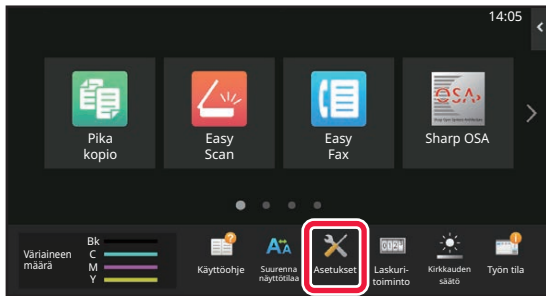 14:05
Pika
kopio
Easy
Scan
Easy
Fax
Sharp OSA
Väriaineen
määrä
Bk
C
M
Y
Käyttöohje
Suurenna
näyttötilaa
Asetukset
Laskuri-
toiminto
Kirkkauden
säätö
Työn tila